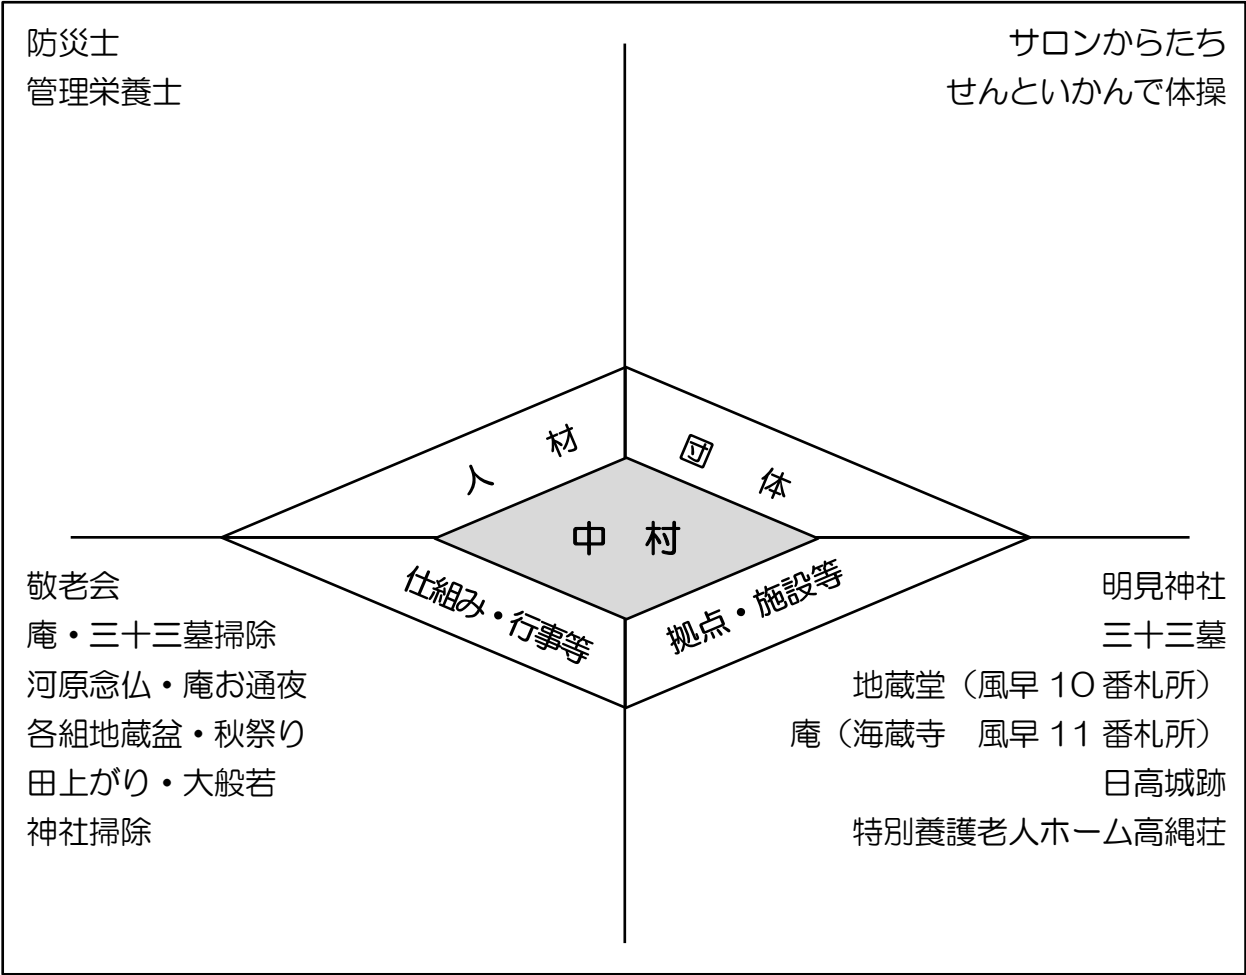 防災士
管理栄養士
サロンからたち
せんといかんで体操
人材
団体
中村
仕組み・行事等
拠点・施設等
敬老会
庵・三十三墓掃除
河原念仏・庵お通夜
各組地蔵盆・秋祭り
田上がり・大般若
神社掃除
明見神社
三十三墓
地蔵堂（風早 10 番札所）
庵（海蔵寺　風早 11 番札所）
日高城跡
特別養護老人ホーム高縄荘